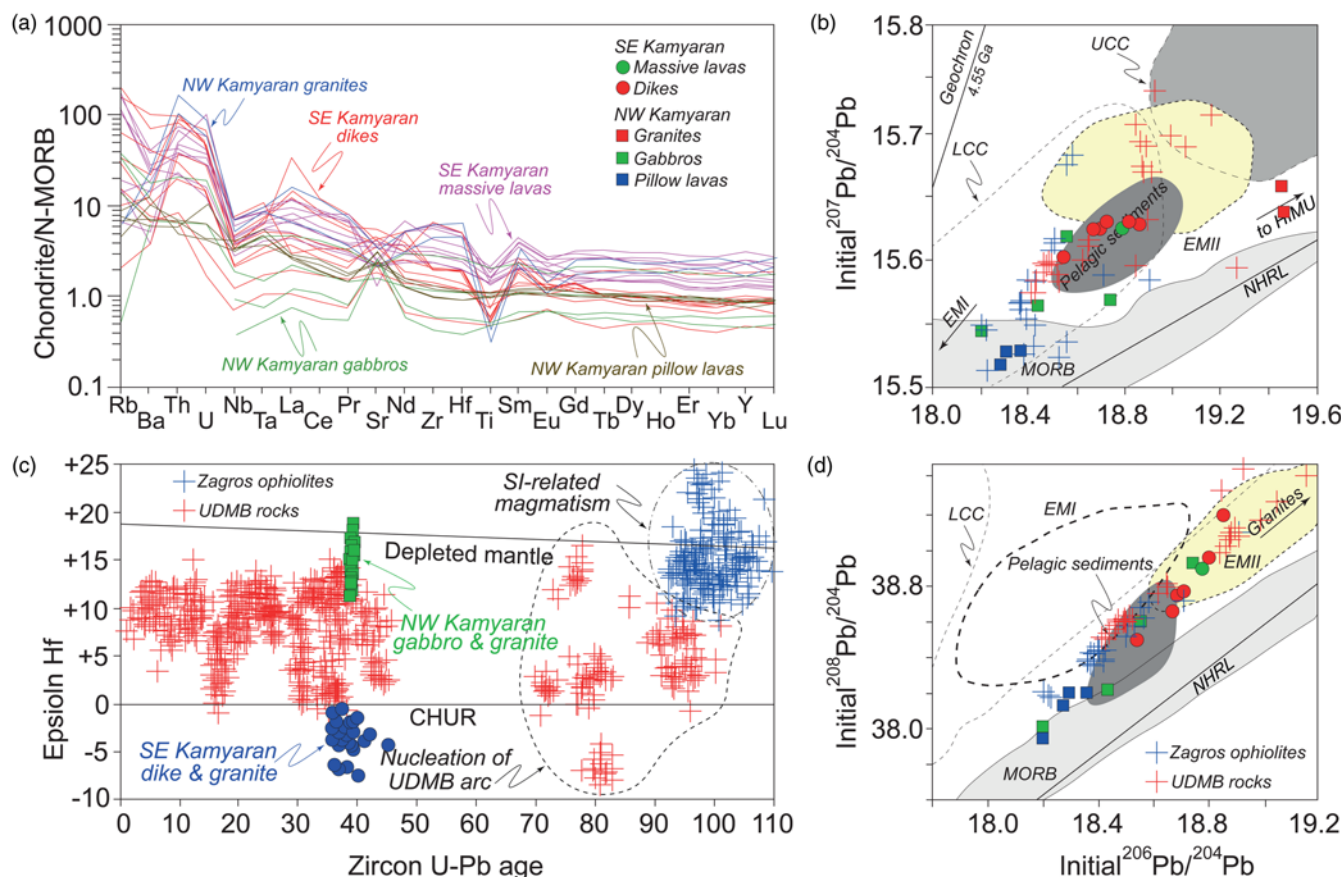 (a)
1000
100
10
1.0
0.1
Chondrite/N-MORB
NW Kamyaran granites
SE Kamyaran
dikes
SE Kamyaran
massive lavas
NW Kamyaran gabbros
NW Kamyaran pillow lavas
SE Kamyaran
Massive lavas
Dikes
NW Kamyaran
Granites
Gabbros
Pillow lavas
Rb Ba Th U Nb Ta La Ce Pr Sr Nd Zr Hf Ti Sm Eu Gd Tb Dy Ho Er Yb Y Lu
(b)
15.8
15.7
15.6
15.5
Initial 207Pb/204Pb
Geochron
4.55 Ga
UCC
LCC
Pelagic sediments
EMII
to HIMU
NHRL
EMI
MORB
18.0 18.4 18.8 19.2 19.6
(c)
+25
+20
+15
+10
+5
0
-5
-10
Epsioln Hf
Zagros ophiolites
UDMB rocks
SI-related
magmatism
Depleted mantle
NW Kamyaran
gabbro & granite
CHUR
SE Kamyaran
dike & granite
Nucleation of
UDMB arc
0 10 20 30 40 50 60 70 80 90 100 110
Zircon U-Pb age
(d)
38.8
38.0
Initial 208Pb/204Pb
LCC
EMI
Granites
Pelagic sediments
EMII
NHRL
MORB
Zagros ophiolites
UDMB rocks
18.0 18.4 18.8 19.2
Initial 206Pb/204Pb